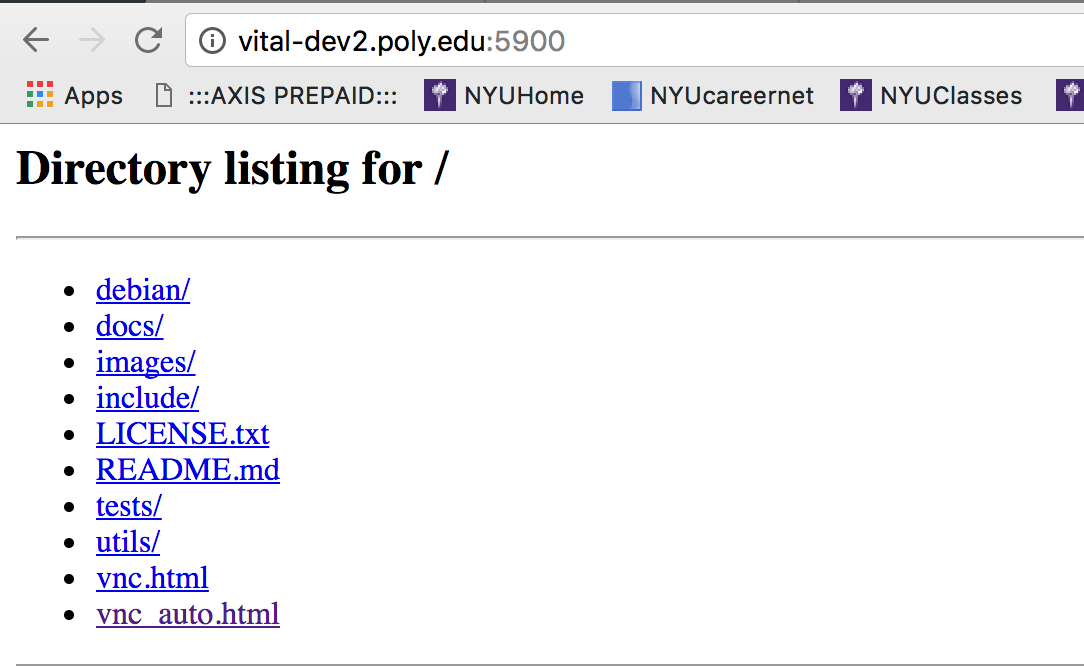 vital-dev2.poly.edu:5900
Apps :::AXIS PREPAID::: NYUHome NYUcareernet NYUClasses
Directory listing for /
debian/
docs/
images/
include/
LICENSE.txt
README.md
tests/
utils/
vnc.html
vnc_auto.html